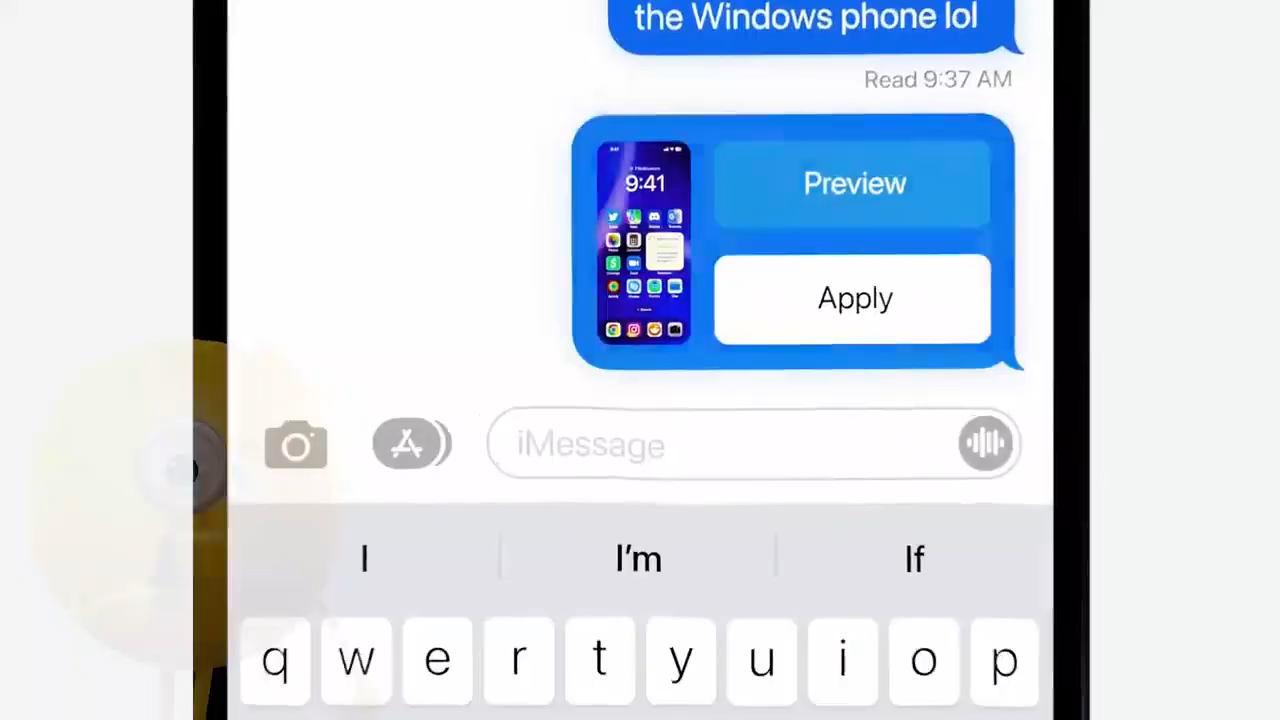 the Windows phone lol
Read 9:37 AM
9:41
Preview
Apply
iMessage
I I'm If
q w e r t y u i o p